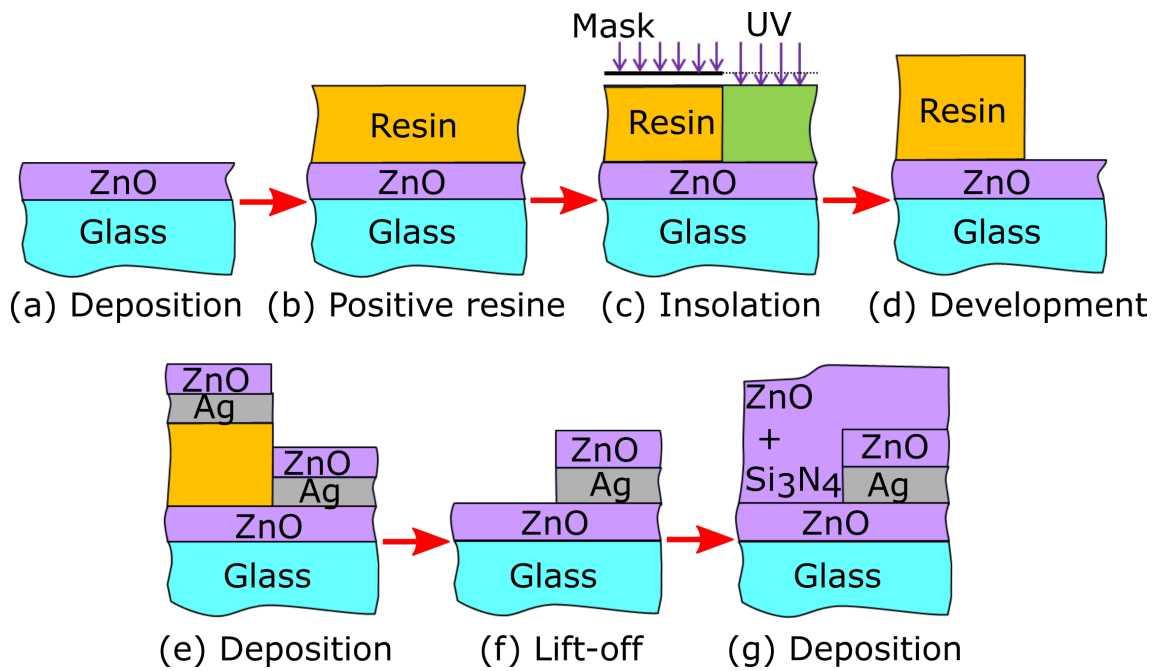 Mask UV
Resin
Resin
Resin
ZnO
ZnO
ZnO
ZnO
Glass
Glass
Glass
Glass
(a) Deposition
(b) Positive resine
(c) Insolation
(d) Development
ZnO
Ag
ZnO
Ag
ZnO
Glass
(e) Deposition
ZnO
Ag
ZnO
Glass
(f) Lift-off
ZnO
+
Si3N4
ZnO
Ag
ZnO
Glass
(g) Deposition